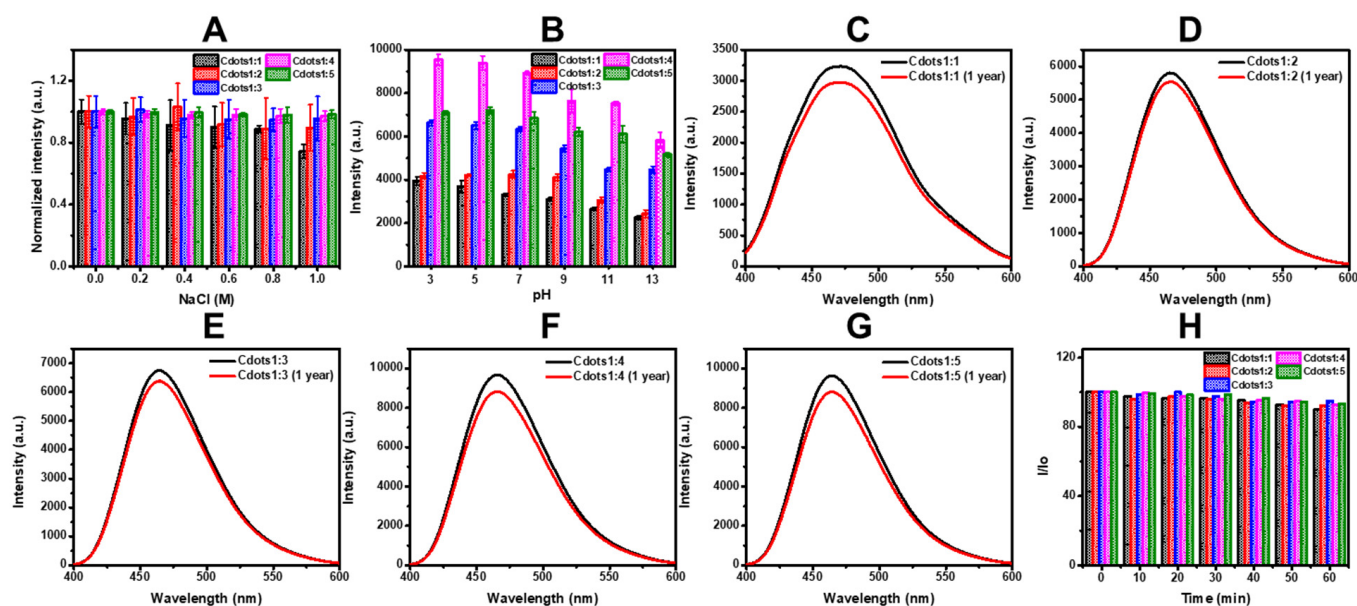 A
Normalized intenisty (a.u.)
1.2
0.8
0.4
0.0
Cdots1:1 Cdots1:4
Cdots1:2 Cdots1:5
Cdots1:3
0.0 0.2 0.4 0.6 0.8 1.0
NaCl (M)
B
Intensity (a.u.)
10000
8000
6000
4000
2000
0
Cdots1:1 Cdots1:4
Cdots1:2 Cdots1:5
Cdots1:3
3 5 7 9 11 13
pH
C
Intensity (a.u.)
3500
3000
2500
2000
1500
1000
500
0
Cdots1:1
Cdots1:1 (1 year)
400 450 500 550 600
Wavelength (nm)
D
Intensity (a.u.)
6000
5000
4000
3000
2000
1000
0
Cdots1:2
Cdots1:2 (1 year)
400 450 500 550 600
Wavelength (nm)
E
Intensity (a.u.)
7000
6000
5000
4000
3000
2000
1000
0
Cdots1:3
Cdots1:3 (1 year)
400 450 500 550 600
Wavelength (nm)
F
Intensity (a.u.)
10000
8000
6000
4000
2000
0
Cdots1:4
Cdots1:4 (1 year)
400 450 500 550 600
Wavelength (nm)
G
Intensity (a.u.)
10000
8000
6000
4000
2000
0
Cdots1:5
Cdots1:5 (1 year)
400 450 500 550 600
Wavelength (nm)
H
I/Io
120
80
40
0
Cdots1:1 Cdots1:4
Cdots1:2 Cdots1:5
Cdots1:3
0 10 20 30 40 50 60
Time (min)